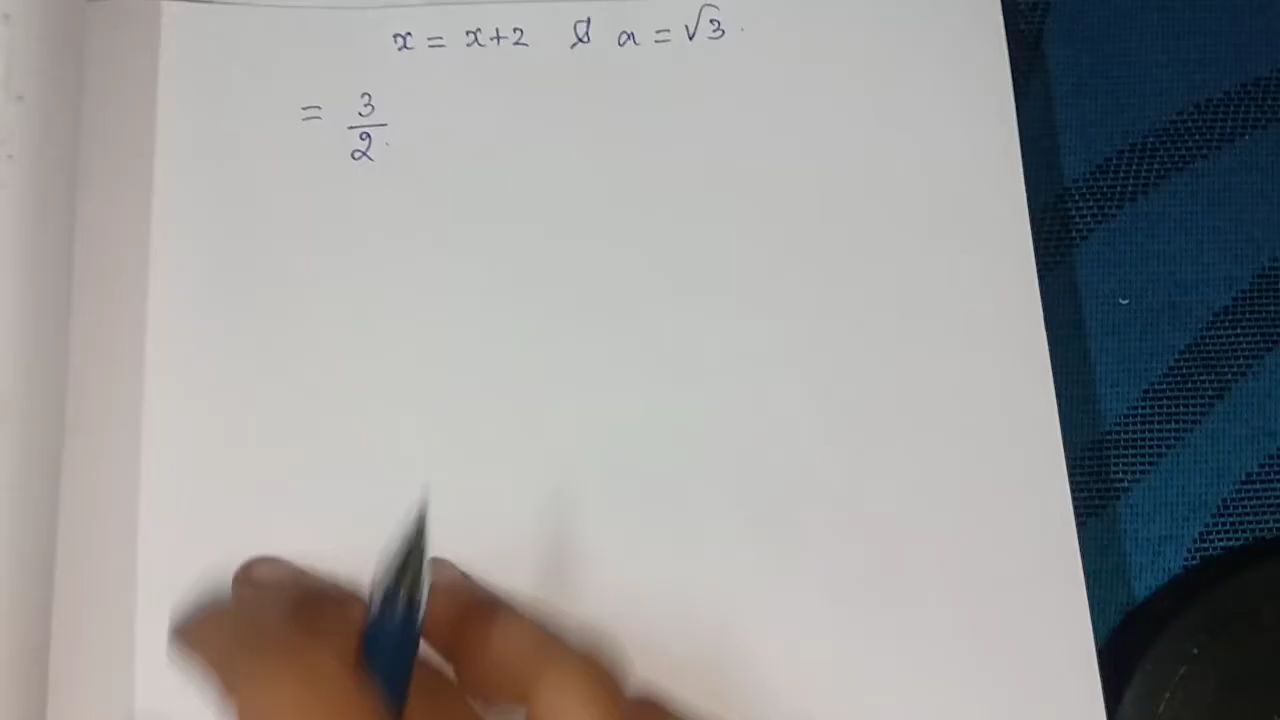 x = x+2 & a = √3.
= 3/2.